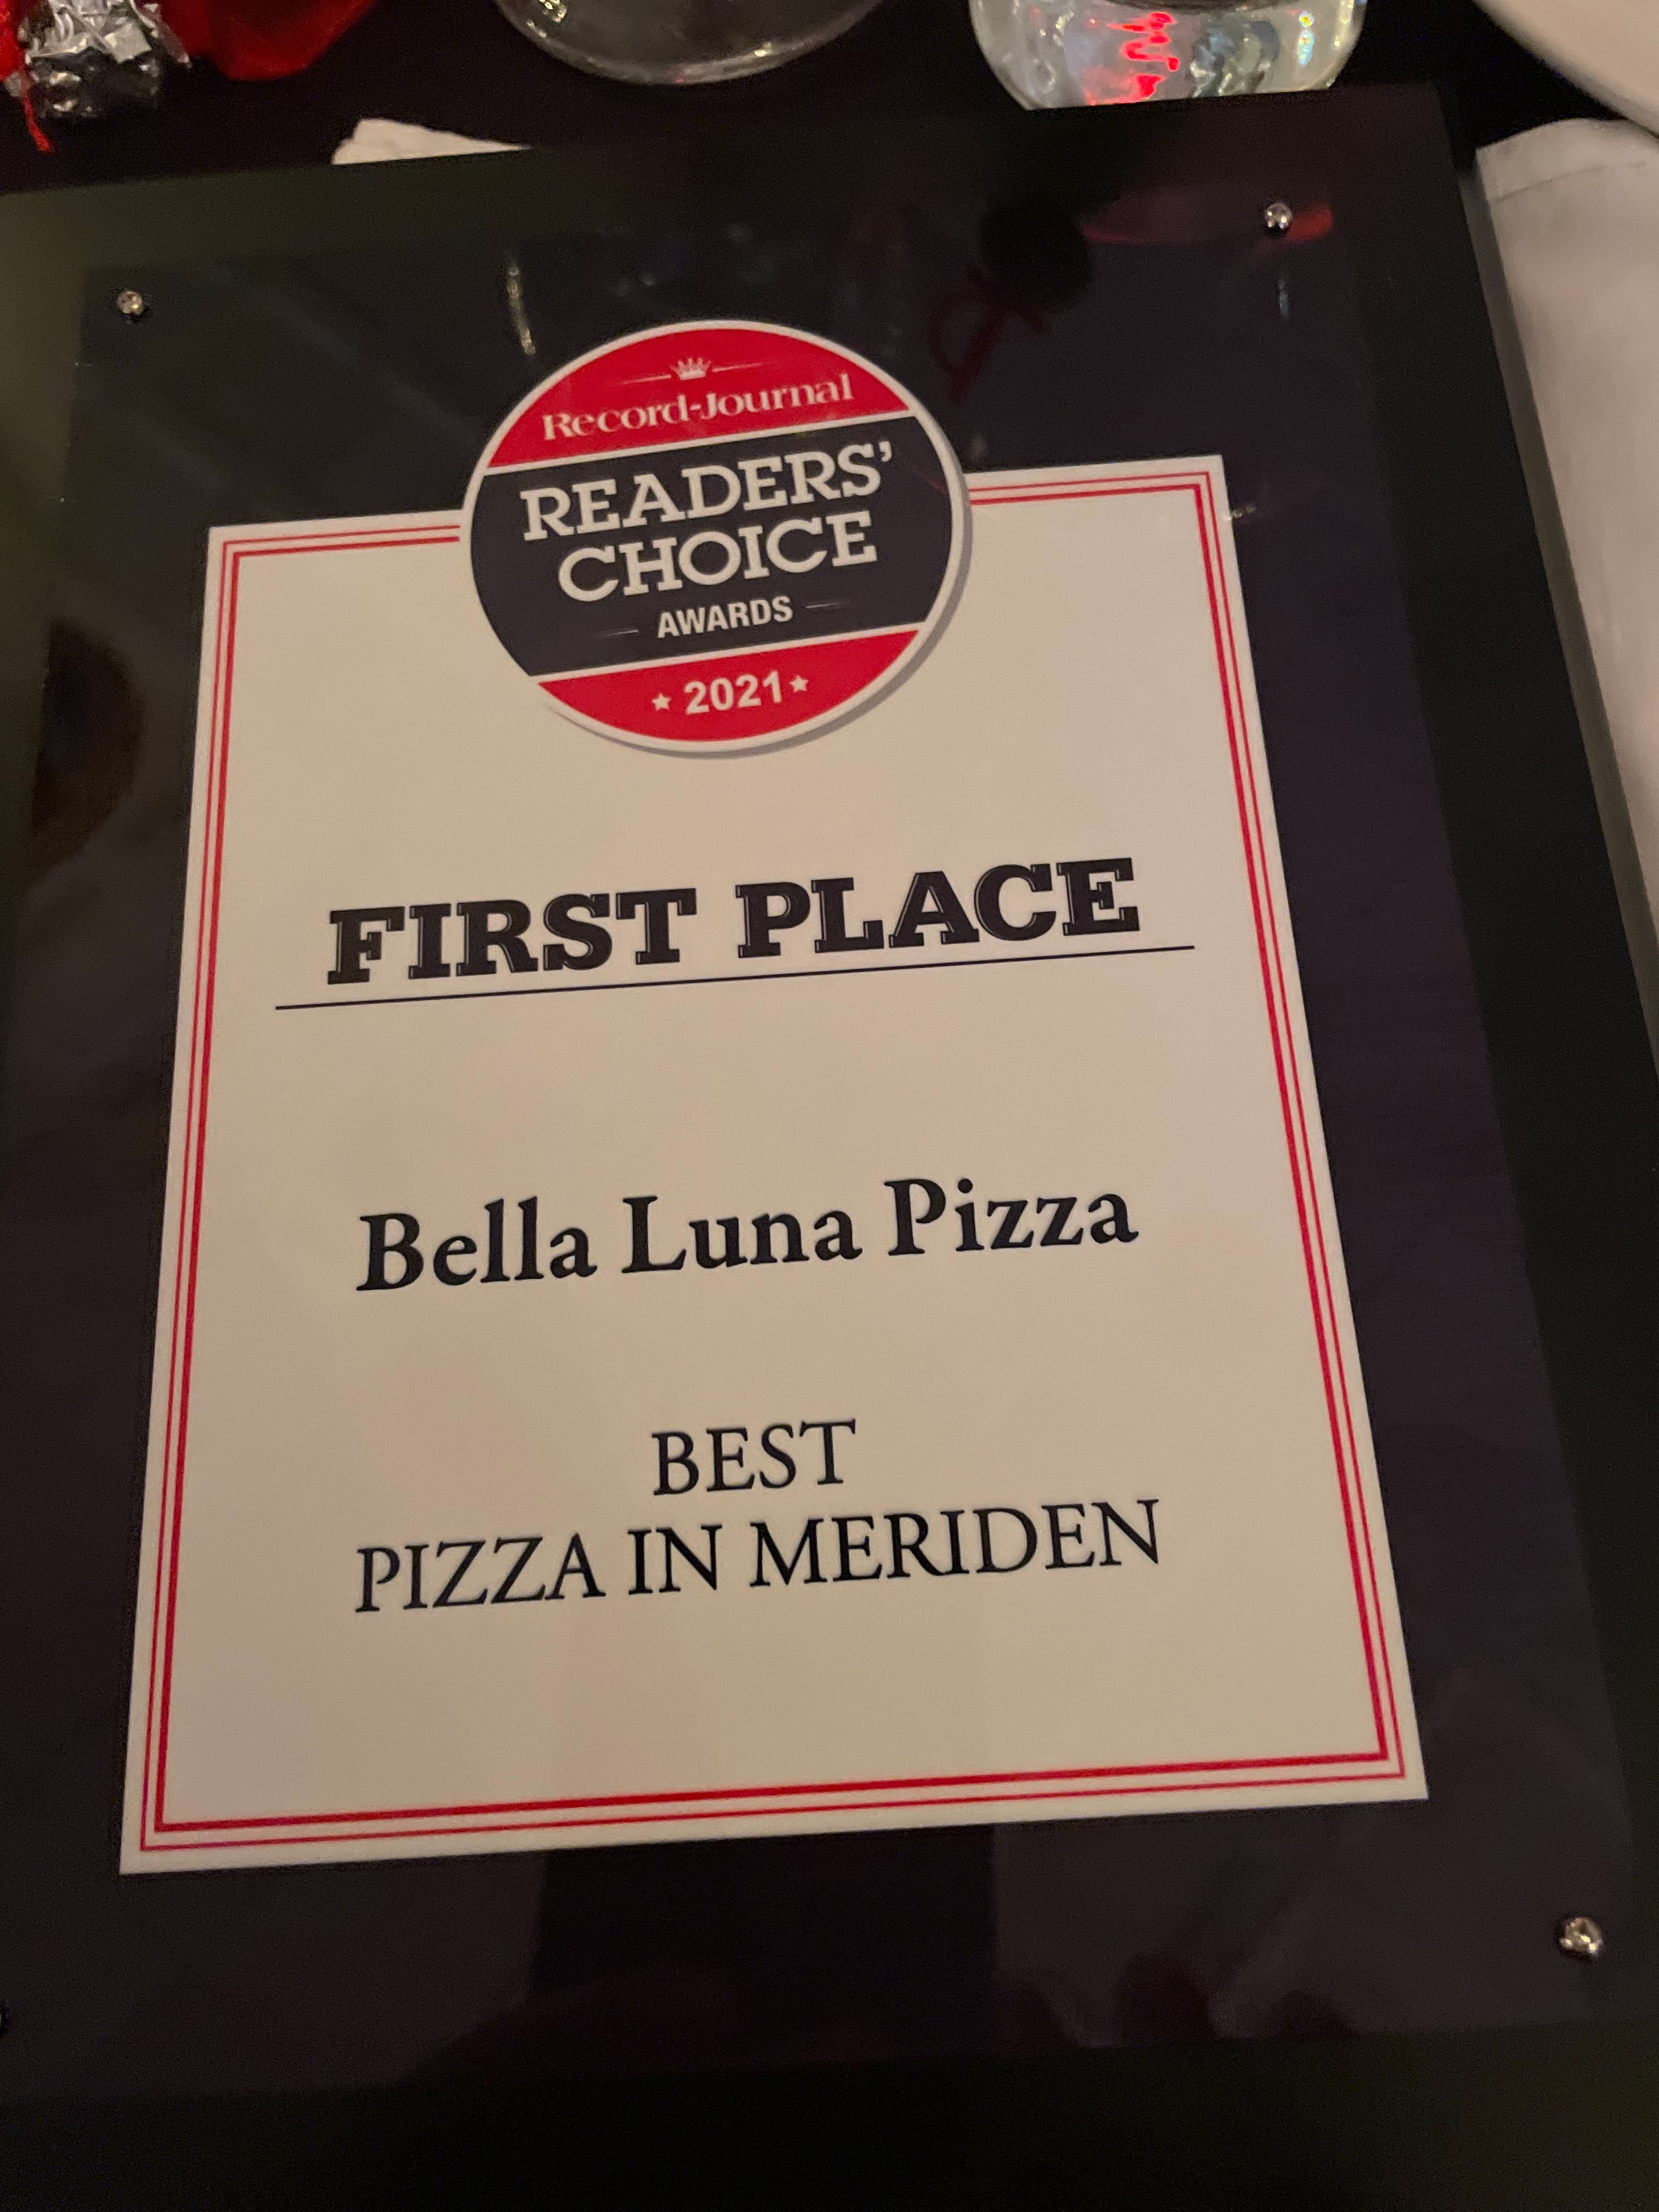 Record-Journal
READERS'
CHOICE
AWARDS
2021
FIRST PLACE
Bella Luna Pizza
BEST
PIZZA IN MERIDEN